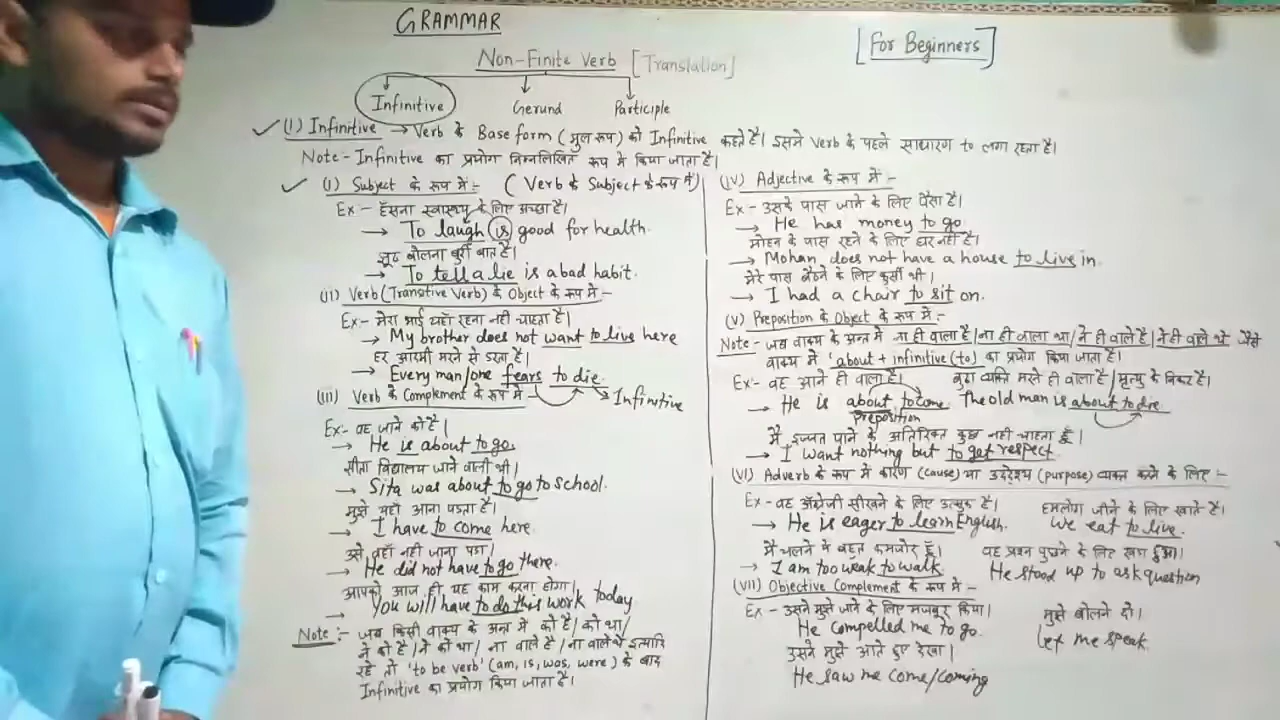 GRAMMAR
[For Beginners]
Non-Finite Verb [Translation]
Infinitive Gerund Participle
(i) Infinitive → Verb के Base form (मूल रूप) को Infinitive कहते है। इसमे Verb के पहले साधारण to लगा रहता है।
Note - Infinitive का प्रयोग निम्नलिखित रूप में किया जाता है।
(i) Subject के रूप में :- (Verb के Subject के रूप में)
Ex - हँसना स्वास्थ्य के लिए अच्छा है।
→ To laugh is good for health.
झूठ बोलना बुरी बात है।
→ To tell a lie is a bad habit.
(ii) Verb (Transitive Verb) के Object के रूप में :-
Ex - मेरा भाई यहाँ रहना नही चाहता है।
→ My brother does not want to live here
हर आदमी मरने से डरता है।
→ Every man/one fears to die.
(iii) Verb के Complement के रूप में - Infinitive
Ex - वह जाने को है।
→ He is about to go.
सीता विद्यालय जाने वाली थी।
→ Sita was about to go to school.
मुझे यहाँ आना पड़ता है।
→ I have to come here.
उसे वहाँ नही जाना पड़ा।
→ He did not have to go there.
आपको आज ही यह काम करना होगा।
→ You will have to do this work today
Note :- जब किसी वाक्य के अन्त में को है/को था/
ने को है/ने को था/ना वाले है/ना वाले थे इत्यादि
रहे तो 'to be verb' (am, is, was, were) के बाद
Infinitive का प्रयोग किया जाता है।
(iv) Adjective के रूप में :-
Ex - उसके पास जाने के लिए पैसा है।
→ He has money to go.
मोहन के पास रहने के लिए घर नही है।
→ Mohan does not have a house to live in.
मेरे पास बैठने के लिए कुर्सी थी।
→ I had a chair to sit on.
(v) Preposition के Object के रूप में :-
Note - जब वाक्य के अन्त में ना ही वाला है/ना ही वाला था/ने ही वाले है/ने ही वाले थे जैसे
वाक्य में 'about + infinitive (to) का प्रयोग किया जाता है।
Ex - वह आने ही वाला है। बुढा व्यक्ति मरने ही वाला है/मृत्यु के निकट है।
→ He is about to come The old man is about to die.
Preposition
मैं इज्जत पाने के अतिरिक्त कुछ नही चाहता हूँ।
→ I want nothing but to get respect.
(vi) Adverb के रूप में कारण (cause) या उददेश्य (purpose) व्यक्त करने के लिए :-
Ex - वह अँग्रेजी सीखने के लिए उत्सुक है। हमलोग जीने के लिए खाते है।
→ He is eager to learn English. We eat to live.
मैं चलने में बहुत कमजोर हूँ। वह प्रश्न पुछने के लिए खड़ा हुआ।
→ I am too weak to walk. He stood up to ask question
(vii) Objective Complement के रूप में -
Ex - उसने मुझे जाने के लिए मजबूर किया। मुझे बोलने दो।
He compelled me to go. Let me speak.
उसने मुझे आते हुए देखा।
He saw me come/coming